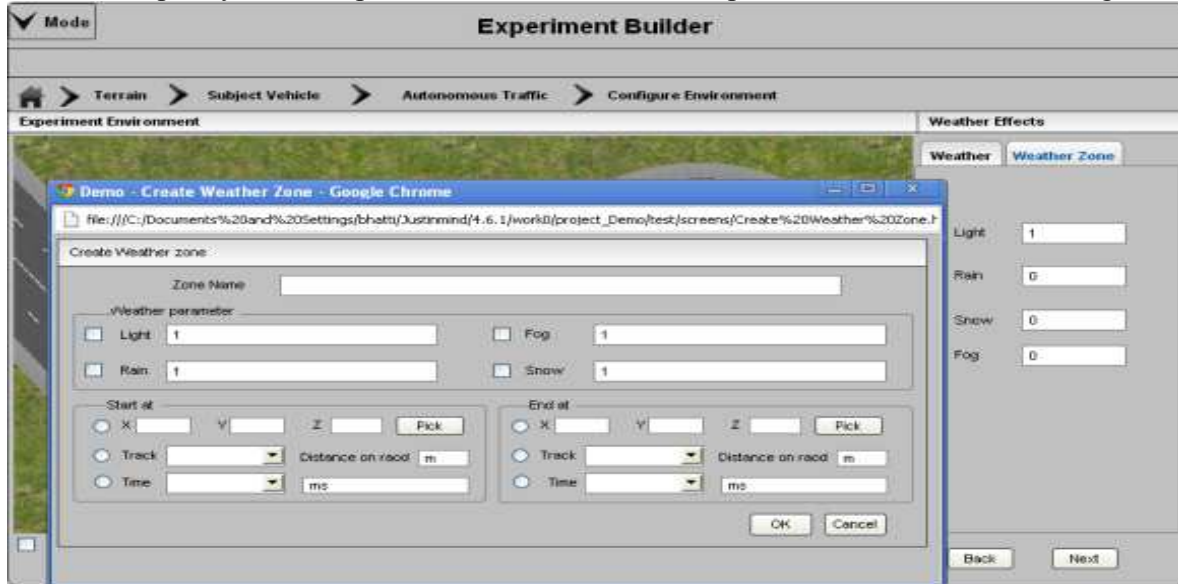 Mode
Experiment Builder
Terrain Subject Vehicle Autonomous Traffic Configure Environment
Experiment Environment
Weather Effects
Weather Weather Zone
Demo - Create Weather Zone - Google Chrome
file:///C:/Documents%20and%20Settings/bhatti/Justinmind/4.6.1/work0/project_Demo/test/screens/Create%20Weather%20Zone.h
Create Weather zone
Zone Name
Weather parameter
Light 1 Fog 1
Rain 1 Snow 1
Start at End at
X Y Z Pick X Y Z Pick
Track Distance on raod m Track Distance on raod m
Time ms Time ms
OK Cancel
Light 1
Rain 0
Snow 0
Fog 0
Back Next